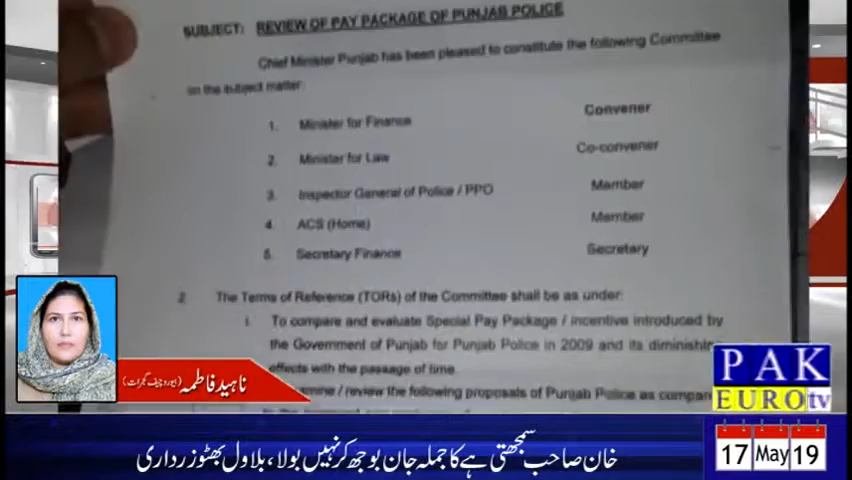 SUBJECT: REVIEW OF PAY PACKAGE OF PUNJAB POLICE
Chief Minister Punjab has been pleased to constitute the following Committee
on the subject matter:
1. Minister for Finance Convener
2. Minister for Law Co-convener
3. Inspector General of Police / PPO Member
4. ACS (Home) Member
5. Secretary Finance Secretary
2 The Terms of Reference (TORs) of the Committee shall be as under:
i. To compare and evaluate Special Pay Package / incentive introduced by
the Government of Punjab for Punjab Police in 2009 and its diminishing
effects with the passage of time.
/ review the following proposals of Punjab Police as compare
ناہید فاطمہ (بیورو چیف گجرات)
PAK
EURO tv
خان صاحب سمجھتی ہے کا جملہ جان بوجھ کر نہیں بولا، بلاول بھٹو زرداری
17 May 19